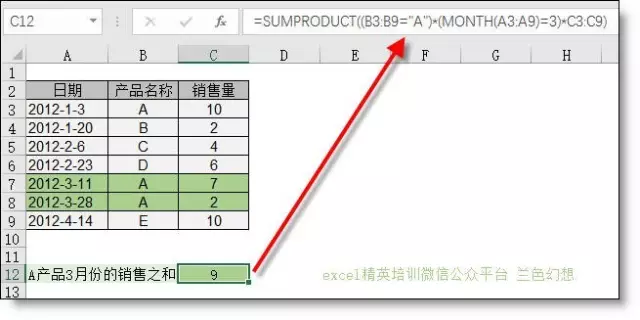 C12 =SUMPRODUCT((B3:B9="A")*(MONTH(A3:A9)=3)*C3:C9)
A B C D E F G H
1
2 日期 产品名称 销售量
3 2012-1-3 A 10
4 2012-1-20 B 2
5 2012-2-6 C 4
6 2012-2-23 D 6
7 2012-3-11 A 7
8 2012-3-28 A 2
9 2012-4-14 E 10
10
11
12 A产品3月份的销售之和 9 excel精英培训微信公众平台 兰色幻想
13